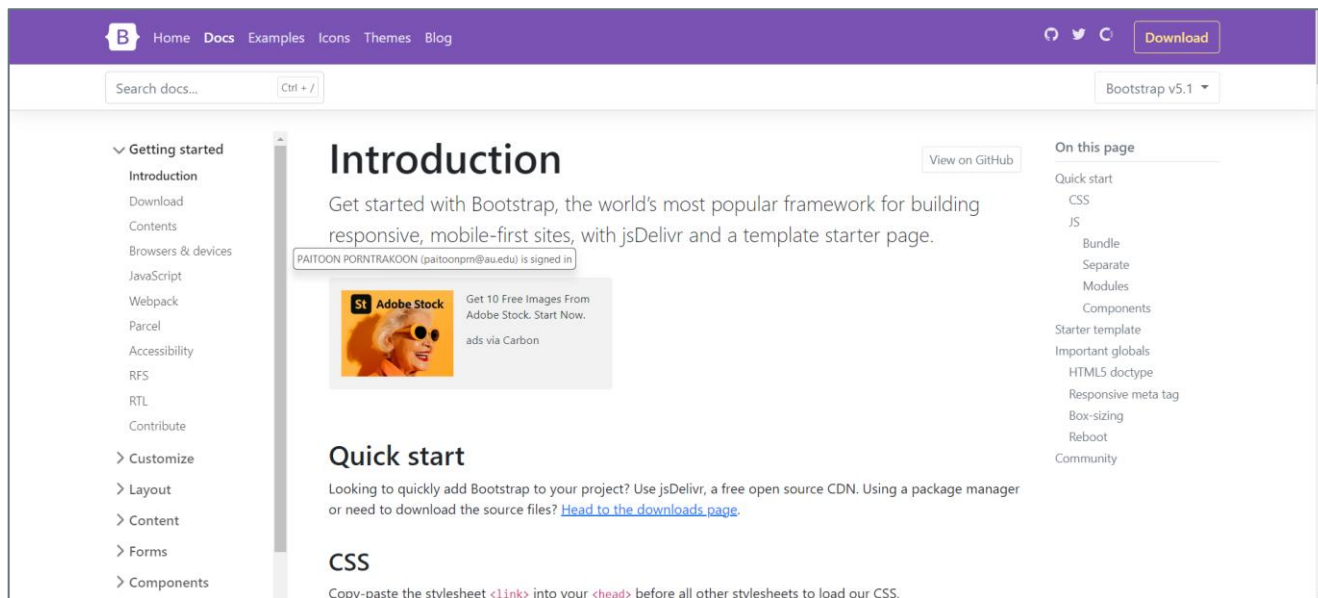 B Home Docs Examples Icons Themes Blog
Download
Search docs... Ctrl + /
Bootstrap v5.1
Getting started
Introduction
Download
Contents
Browsers & devices
JavaScript
Webpack
Parcel
Accessibility
RFS
RTL
Contribute
Customize
Layout
Content
Forms
Components
Introduction
View on GitHub
Get started with Bootstrap, the world's most popular framework for building
responsive, mobile-first sites, with jsDelivr and a template starter page.
PAITOON PORNTRAKOON (paitoonprn@au.edu) is signed in
St Adobe Stock
Get 10 Free Images From
Adobe Stock. Start Now.
ads via Carbon
Quick start
Looking to quickly add Bootstrap to your project? Use jsDelivr, a free open source CDN. Using a package manager
or need to download the source files? Head to the downloads page.
CSS
Copy-paste the stylesheet <link> into your <head> before all other stylesheets to load our CSS.
On this page
Quick start
CSS
JS
Bundle
Separate
Modules
Components
Starter template
Important globals
HTML5 doctype
Responsive meta tag
Box-sizing
Reboot
Community